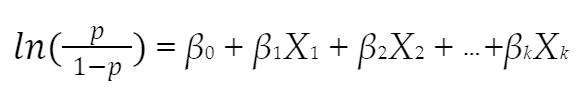 ln(p/1−p) = β₀ + β₁X₁ + β₂X₂ + ... +βₖXₖ